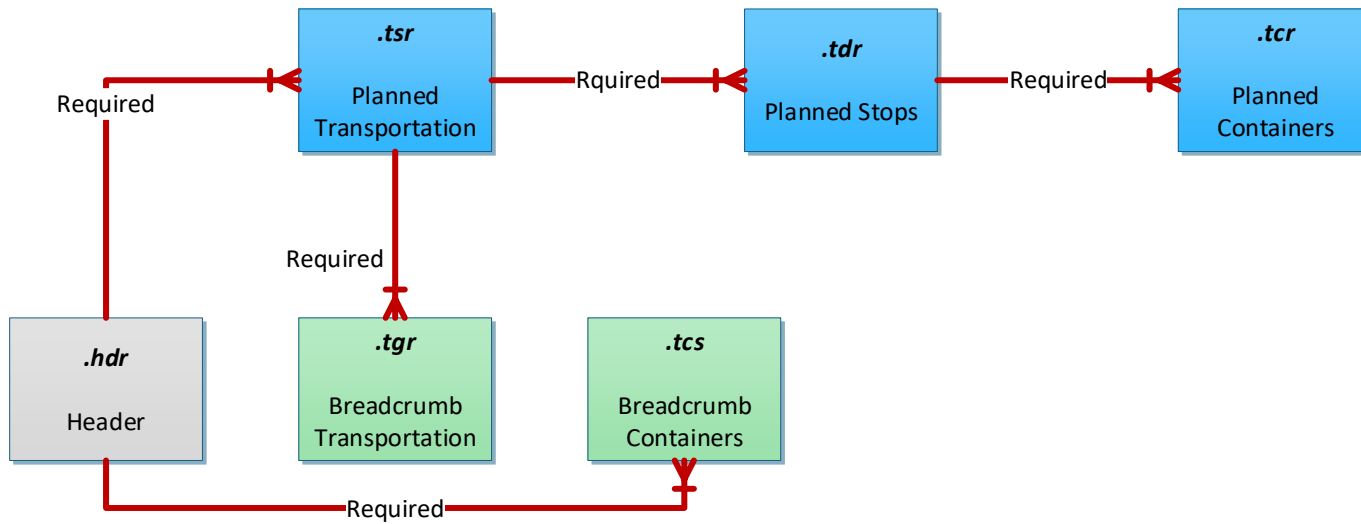 .tsr
Planned
Transportation
.tdr
Planned Stops
.tcr
Planned
Containers
Required
Rquired
Required
Required
.hdr
Header
.tgr
Breadcrumb
Transportation
.tcs
Breadcrumb
Containers
Required